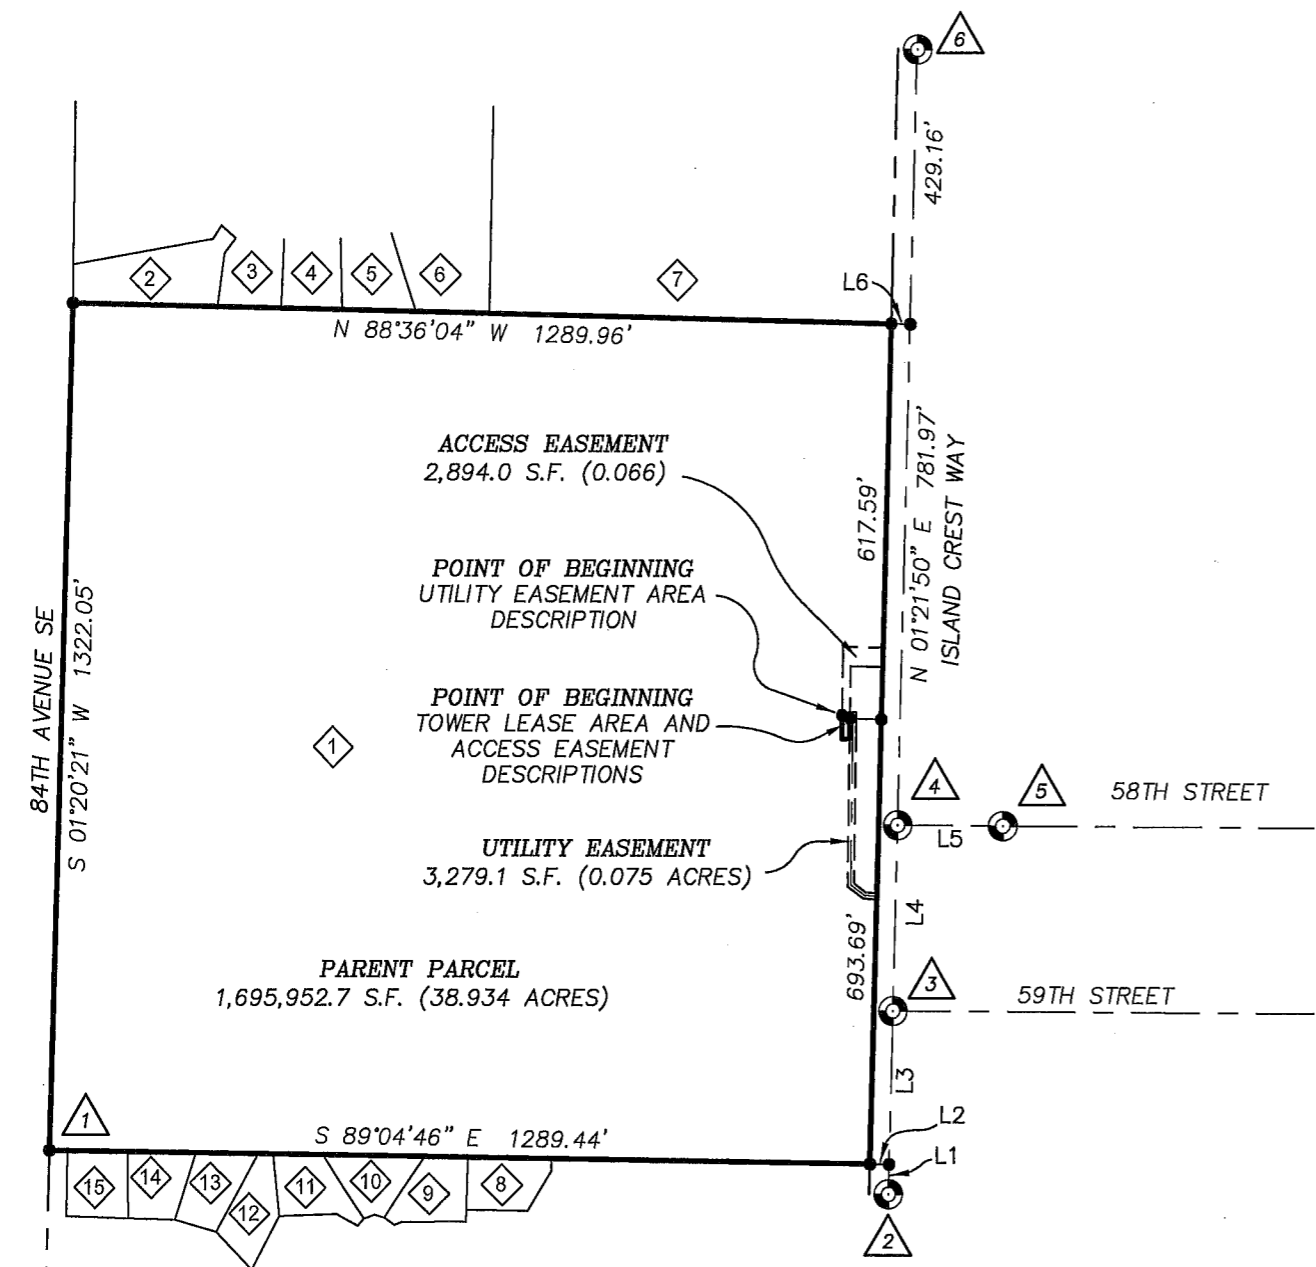 6
429.16'
2
3
4
5
6
7
L6
N 88°36'04" W 1289.96'
ACCESS EASEMENT
2,894.0 S.F. (0.066)
617.59'
N 01°21'50" E 781.97'
ISLAND CREST WAY
POINT OF BEGINNING
UTILITY EASEMENT AREA
DESCRIPTION
POINT OF BEGINNING
TOWER LEASE AREA AND
ACCESS EASEMENT
DESCRIPTIONS
84TH AVENUE SE
S 01°20'21" W 1322.05'
1
4
5
58TH STREET
L5
UTILITY EASEMENT
3,279.1 S.F. (0.075 ACRES)
L4
693.69'
PARENT PARCEL
1,695,952.7 S.F. (38.934 ACRES)
3
59TH STREET
L3
1
S 89°04'46" E 1289.44'
L2
L1
15
14
13
12
11
10
9
8
2